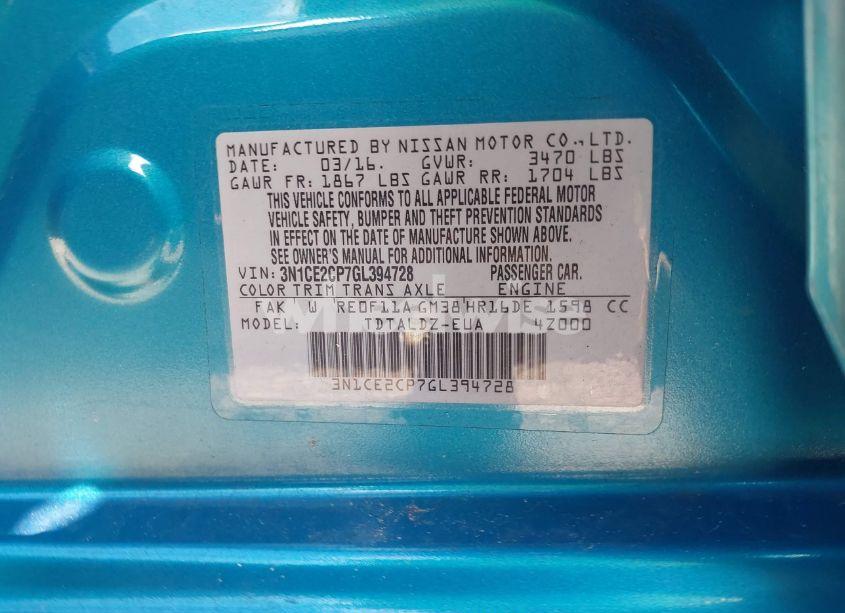 MANUFACTURED BY NISSAN MOTOR CO.,LTD.
DATE: 03/16. GVWR: 3470 LBS
GAWR FR: 1867 LBS GAWR RR: 1704 LBS
THIS VEHICLE CONFORMS TO ALL APPLICABLE FEDERAL MOTOR
VEHICLE SAFETY, BUMPER AND THEFT PREVENTION STANDARDS
IN EFFECT ON THE DATE OF MANUFACTURE SHOWN ABOVE.
SEE OWNER'S MANUAL FOR ADDITIONAL INFORMATION.
VIN: 3N1CE2CP7GL394728 PASSENGER CAR.
COLOR TRIM TRANS AXLE ENGINE
FAK W RE0F11A GM38 HR16DE 1598 CC
MODEL: TDTALDZ-EUA 4Z000
3N1CE2CP7GL394728